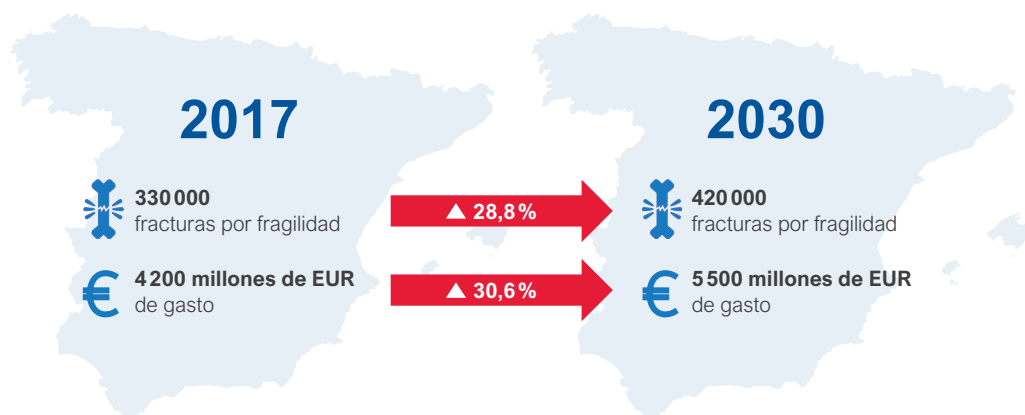 2017
330 000
fracturas por fragilidad
4 200 millones de EUR
de gasto
▲ 28,8 %
▲ 30,6 %
2030
420 000
fracturas por fragilidad
5 500 millones de EUR
de gasto